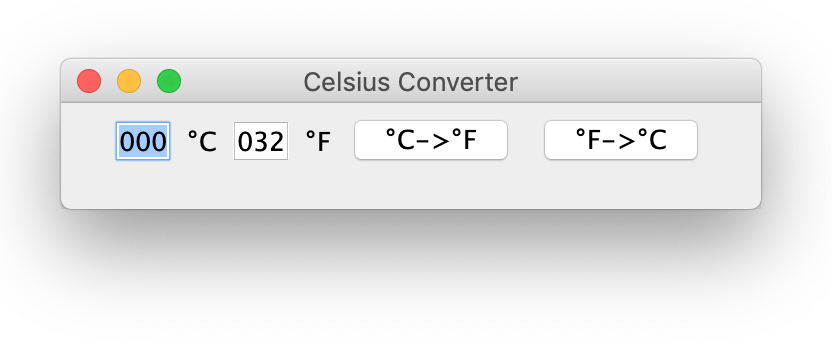 Celsius Converter
000 °C 032 °F °C->°F °F->°C